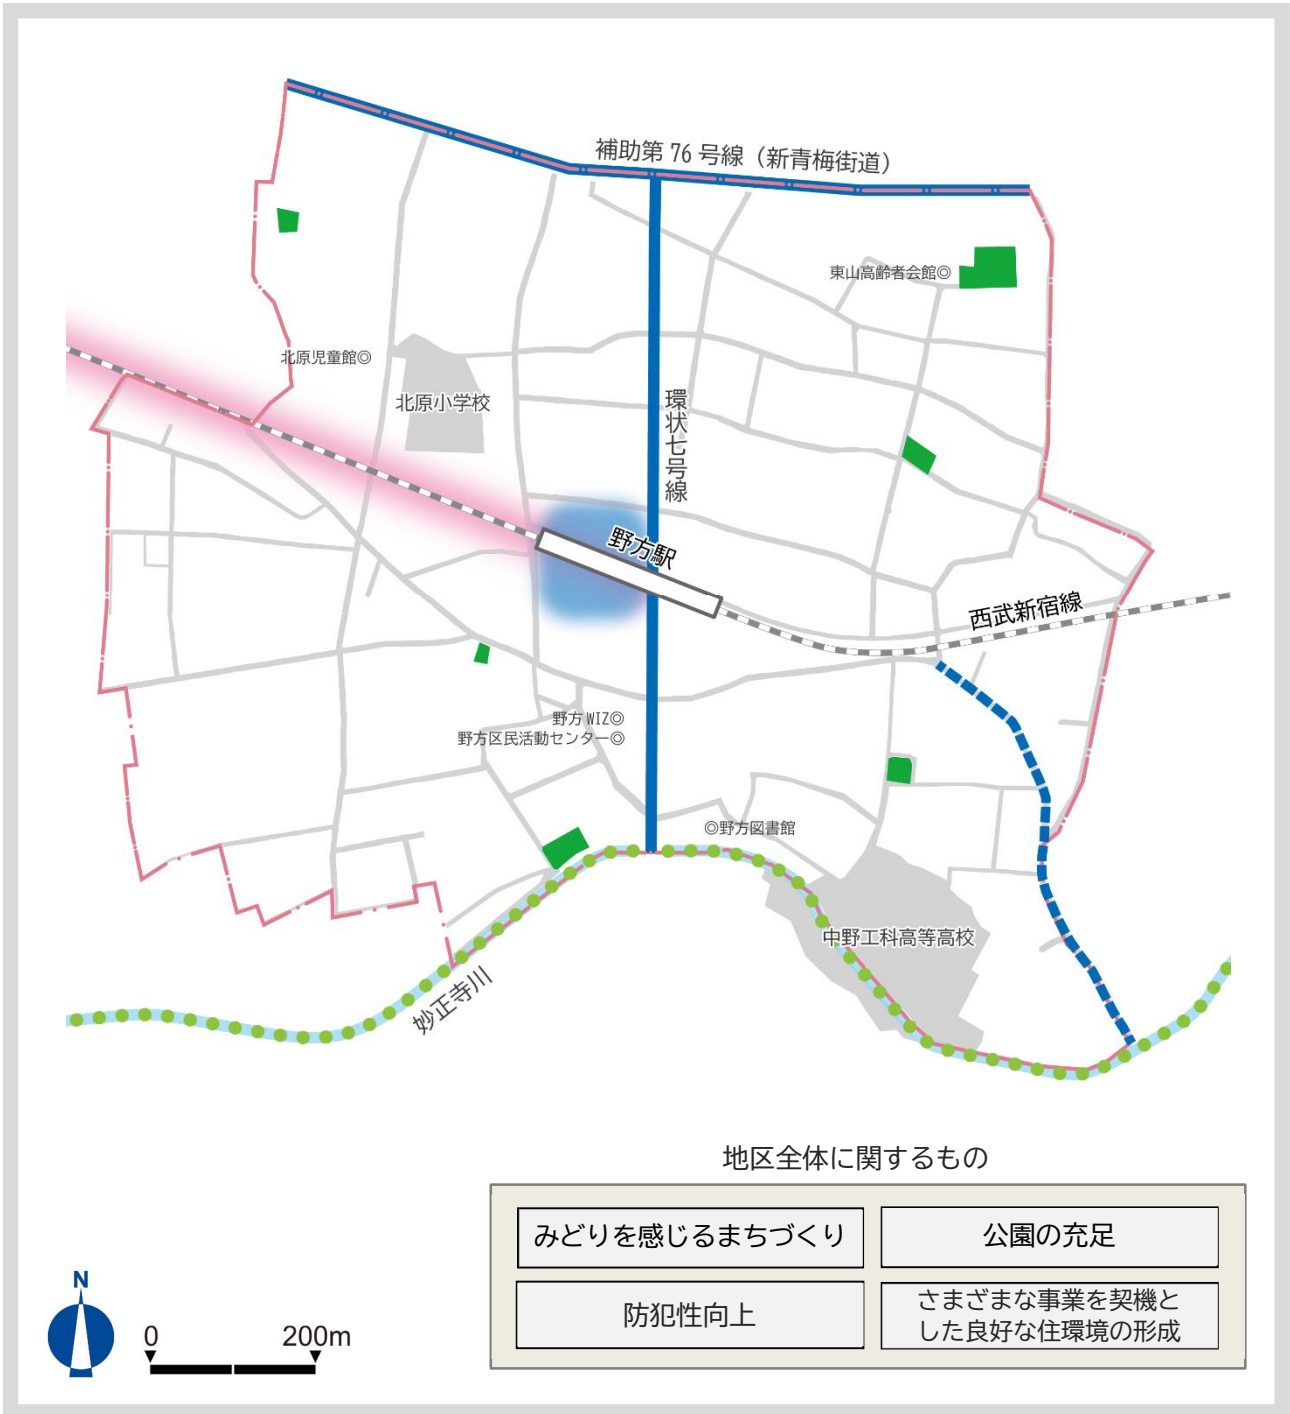 補助第 76 号線（新青梅街道）
東山高齢者会館◎
北原児童館◎
北原小学校
環状七号線
野方駅
西武新宿線
野方 WIZ◎
野方区民活動センター◎
◎野方図書館
中野工科高等高校
妙正寺川
地区全体に関するもの
みどりを感じるまちづくり
公園の充足
防犯性向上
さまざまな事業を契機と
した良好な住環境の形成
N
0
200m